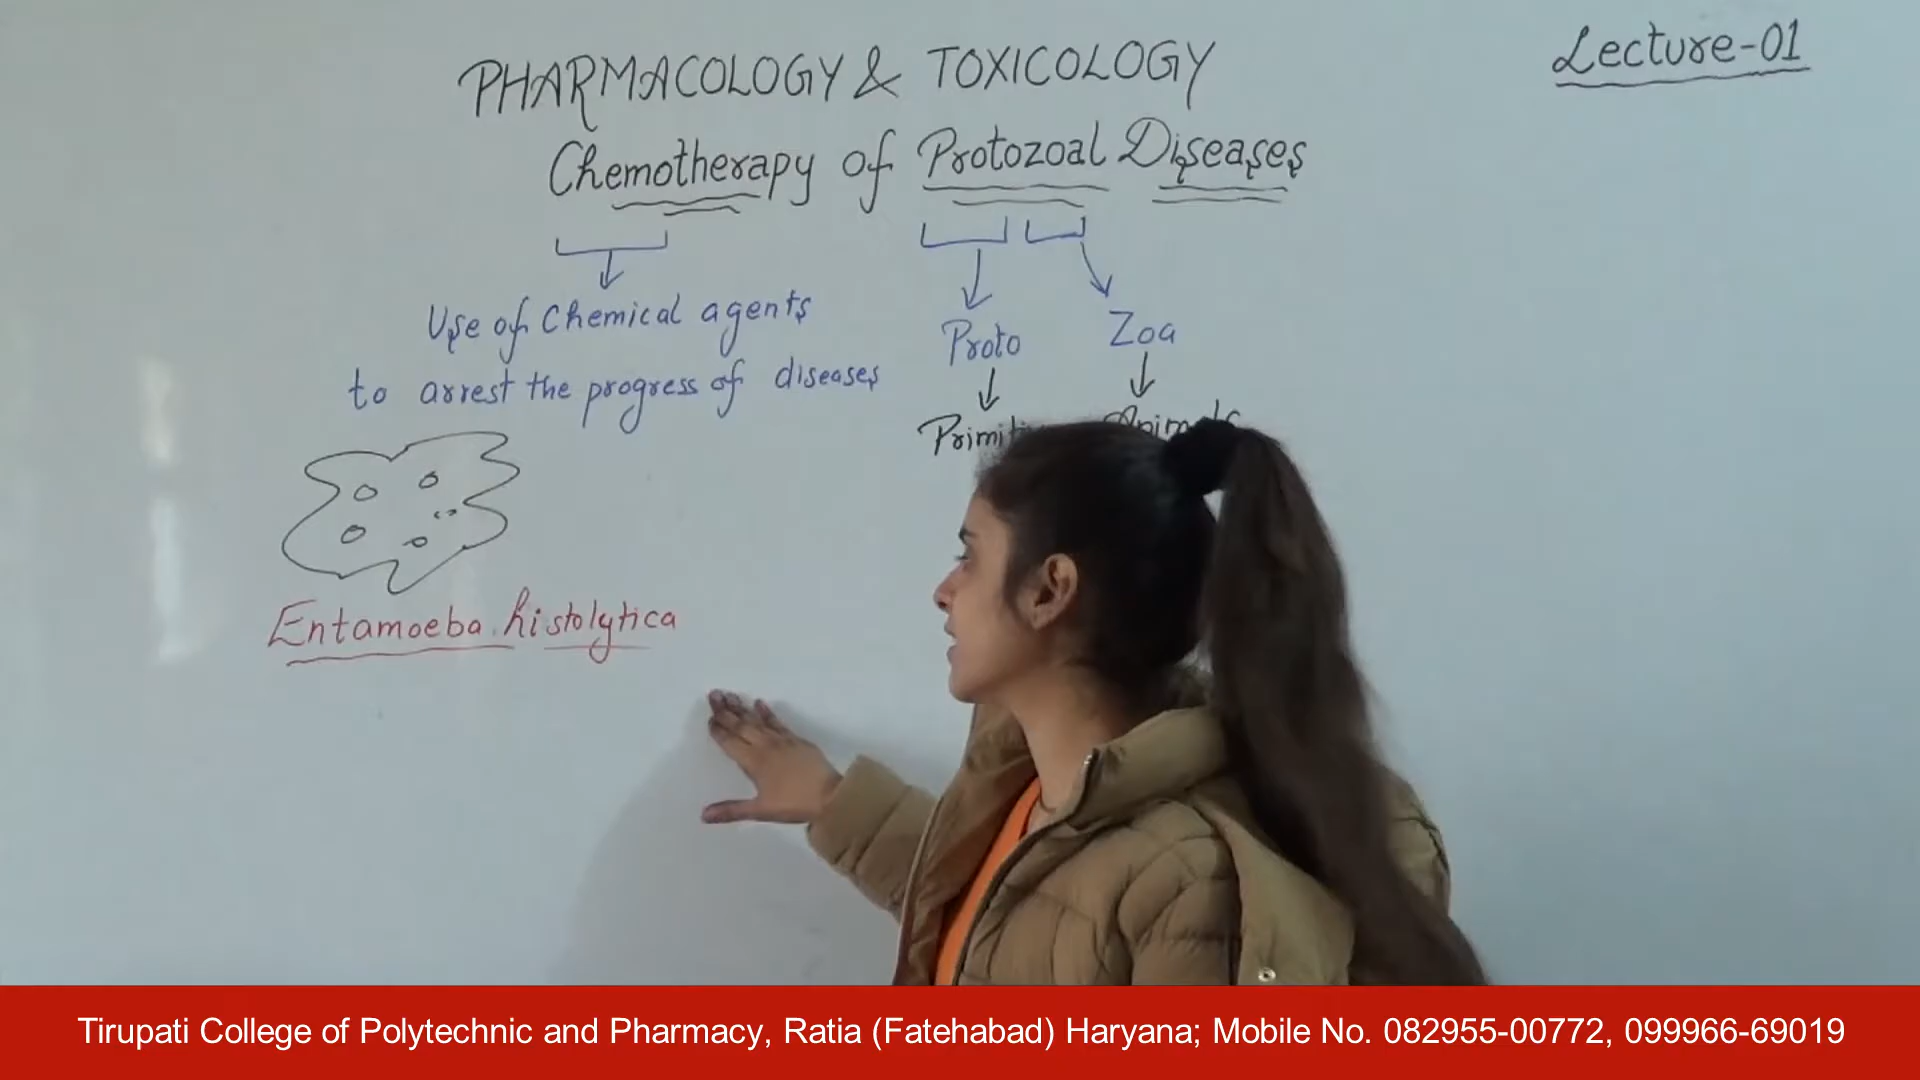 Lecture-01
PHARMACOLOGY & TOXICOLOGY
Chemotherapy of Protozoal Diseases
Use of Chemical agents
to arrest the progress of diseases
Proto
Zoa
Entamoeba histolytica
Tirupati College of Polytechnic and Pharmacy, Ratia (Fatehabad) Haryana; Mobile No. 082955-00772, 099966-69019